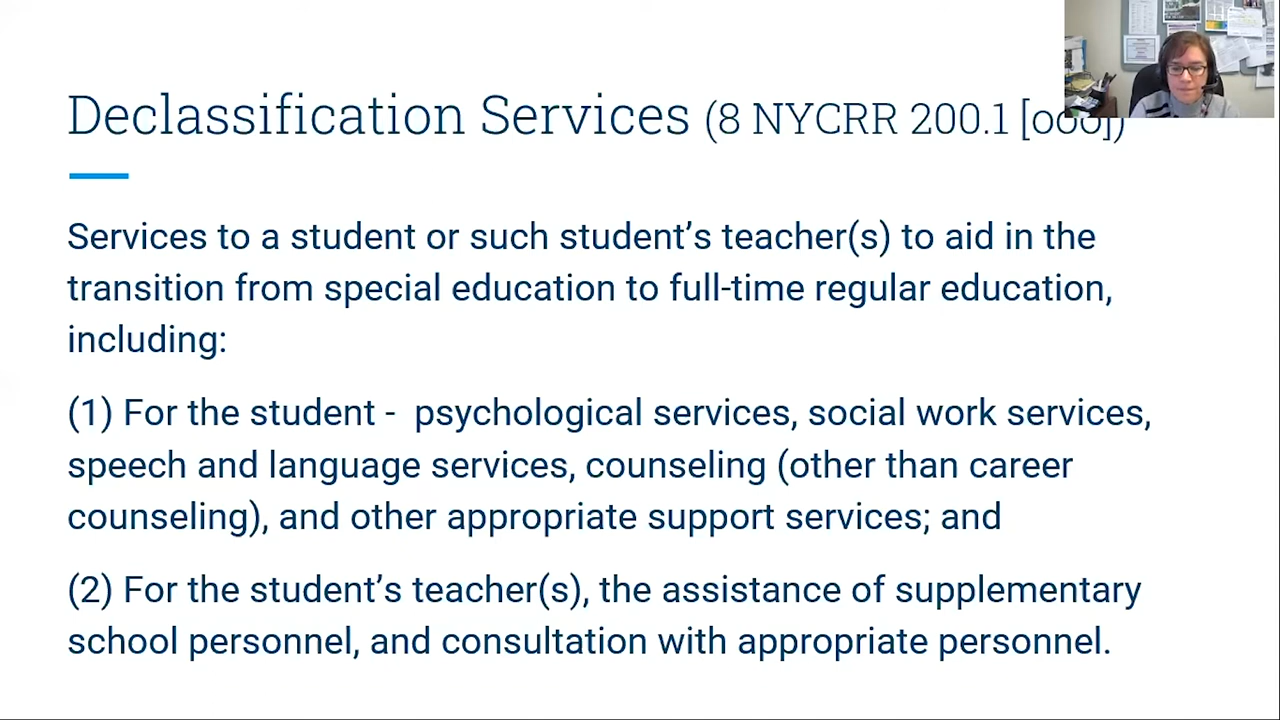 Declassification Services (8 NYCRR 200.1 [ooo])
Services to a student or such student’s teacher(s) to aid in the
transition from special education to full-time regular education,
including:
(1) For the student -  psychological services, social work services,
speech and language services, counseling (other than career
counseling), and other appropriate support services; and
(2) For the student’s teacher(s), the assistance of supplementary
school personnel, and consultation with appropriate personnel.